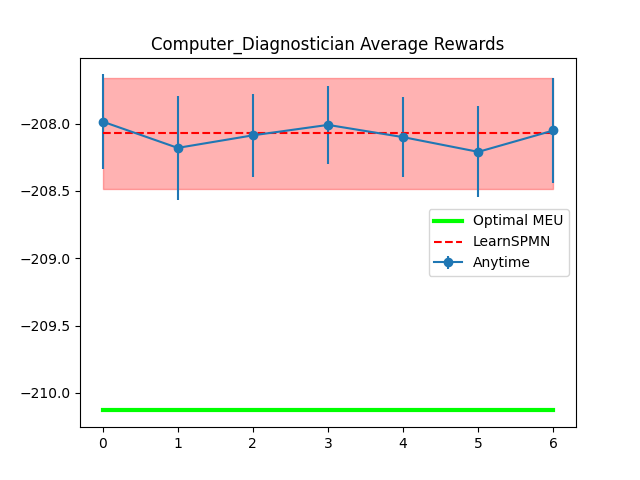 Computer_Diagnostician Average Rewards
−208.0
−208.5
−209.0
−209.5
−210.0
Optimal MEU
LearnSPMN
Anytime
0 1 2 3 4 5 6